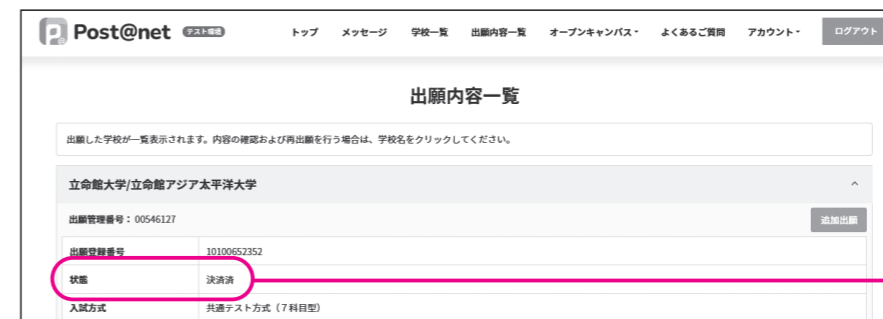 Post@net テスト環境 トップ メッセージ 学校一覧 出願内容一覧 オープンキャンパス よくあるご質問 アカウント ログアウト
出願内容一覧
出願した学校が一覧表示されます。内容の確認および再出願を行う場合は、学校名をクリックしてください。
立命館大学/立命館アジア太平洋大学
出願管理番号：00546127 追加出願
出願登録番号 10100652352
状態 決済済
入試方式 共通テスト方式（７科目型）